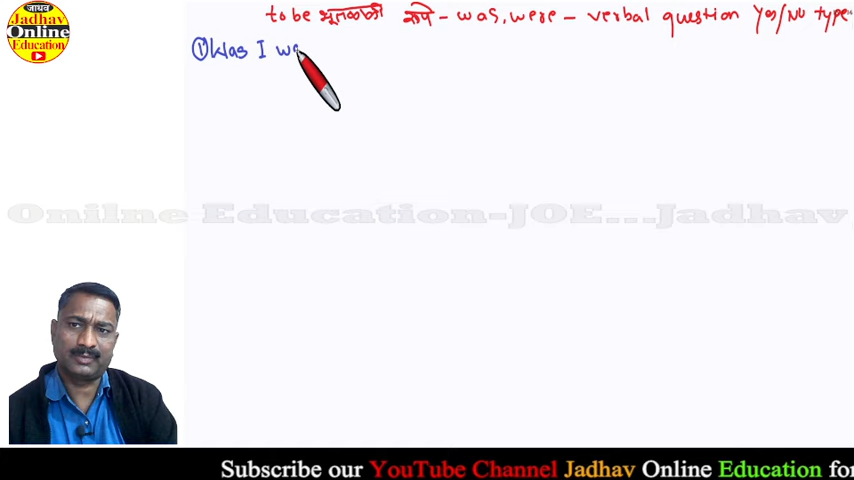 जाधव
Jadhav
Online
Education
to be भूतकाळी रूपे - was, were - verbal question Yes/No type
① Was I wa
Onilne Education-JOE...Jadhav
Subscribe our YouTube Channel Jadhav Online Education for